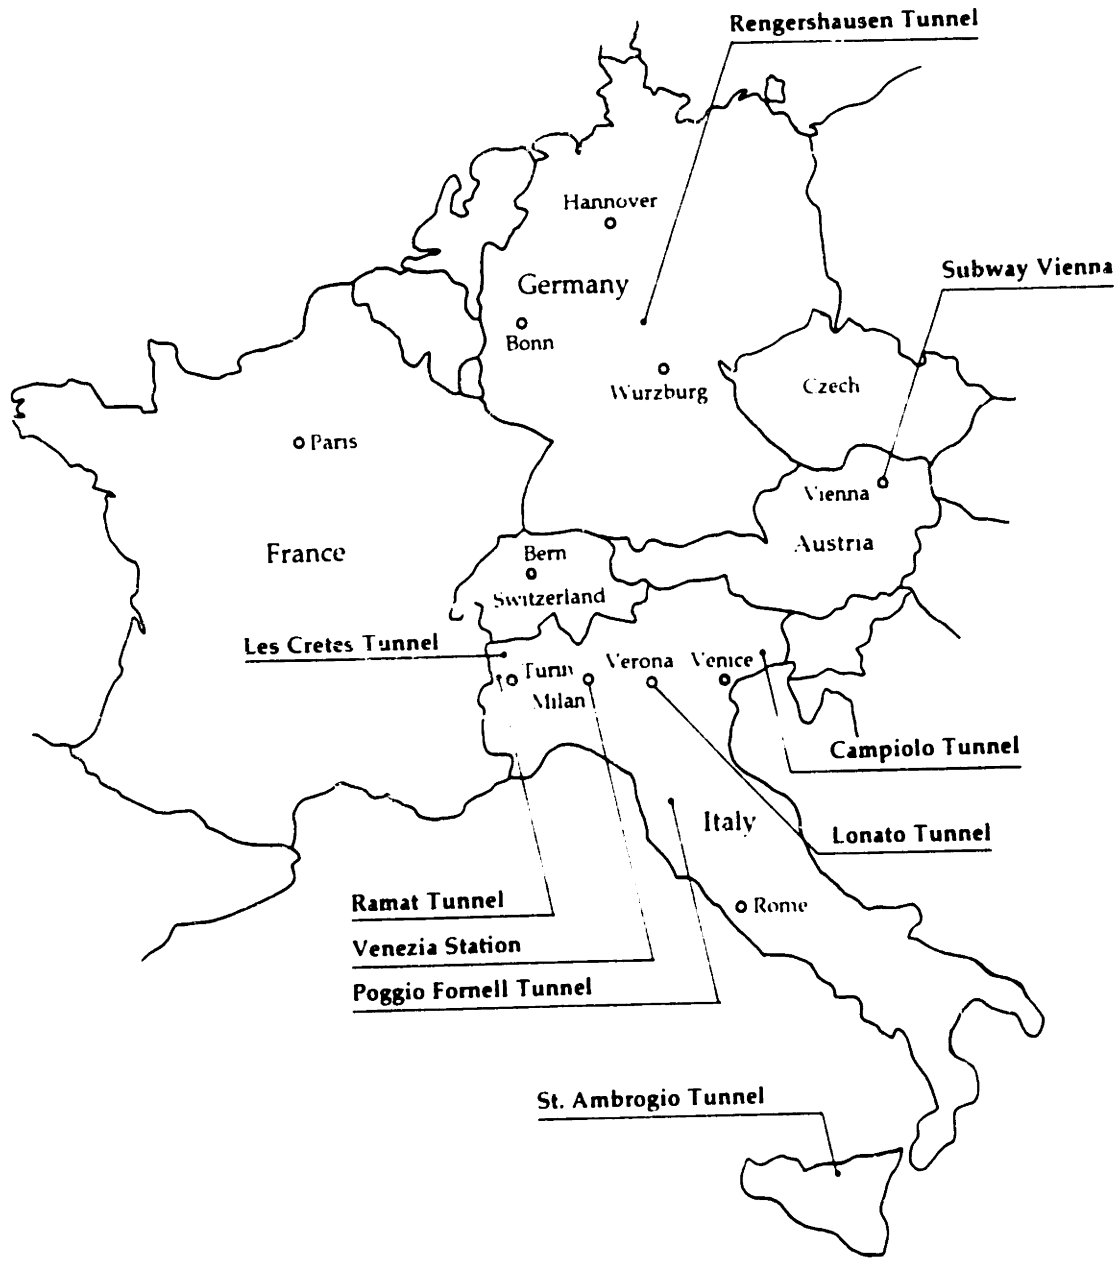 Rengershausen Tunnel
Hannover
Subway Vienna
Germany
Bonn
Wurzburg
Czech
Paris
Vienna
France
Bern
Austria
Switzerland
Les Cretes Tunnel
Turin
Verona
Venice
Milan
Campiolo Tunnel
Italy
Lonato Tunnel
Ramat Tunnel
Rome
Venezia Station
Poggio Fornell Tunnel
St. Ambrogio Tunnel